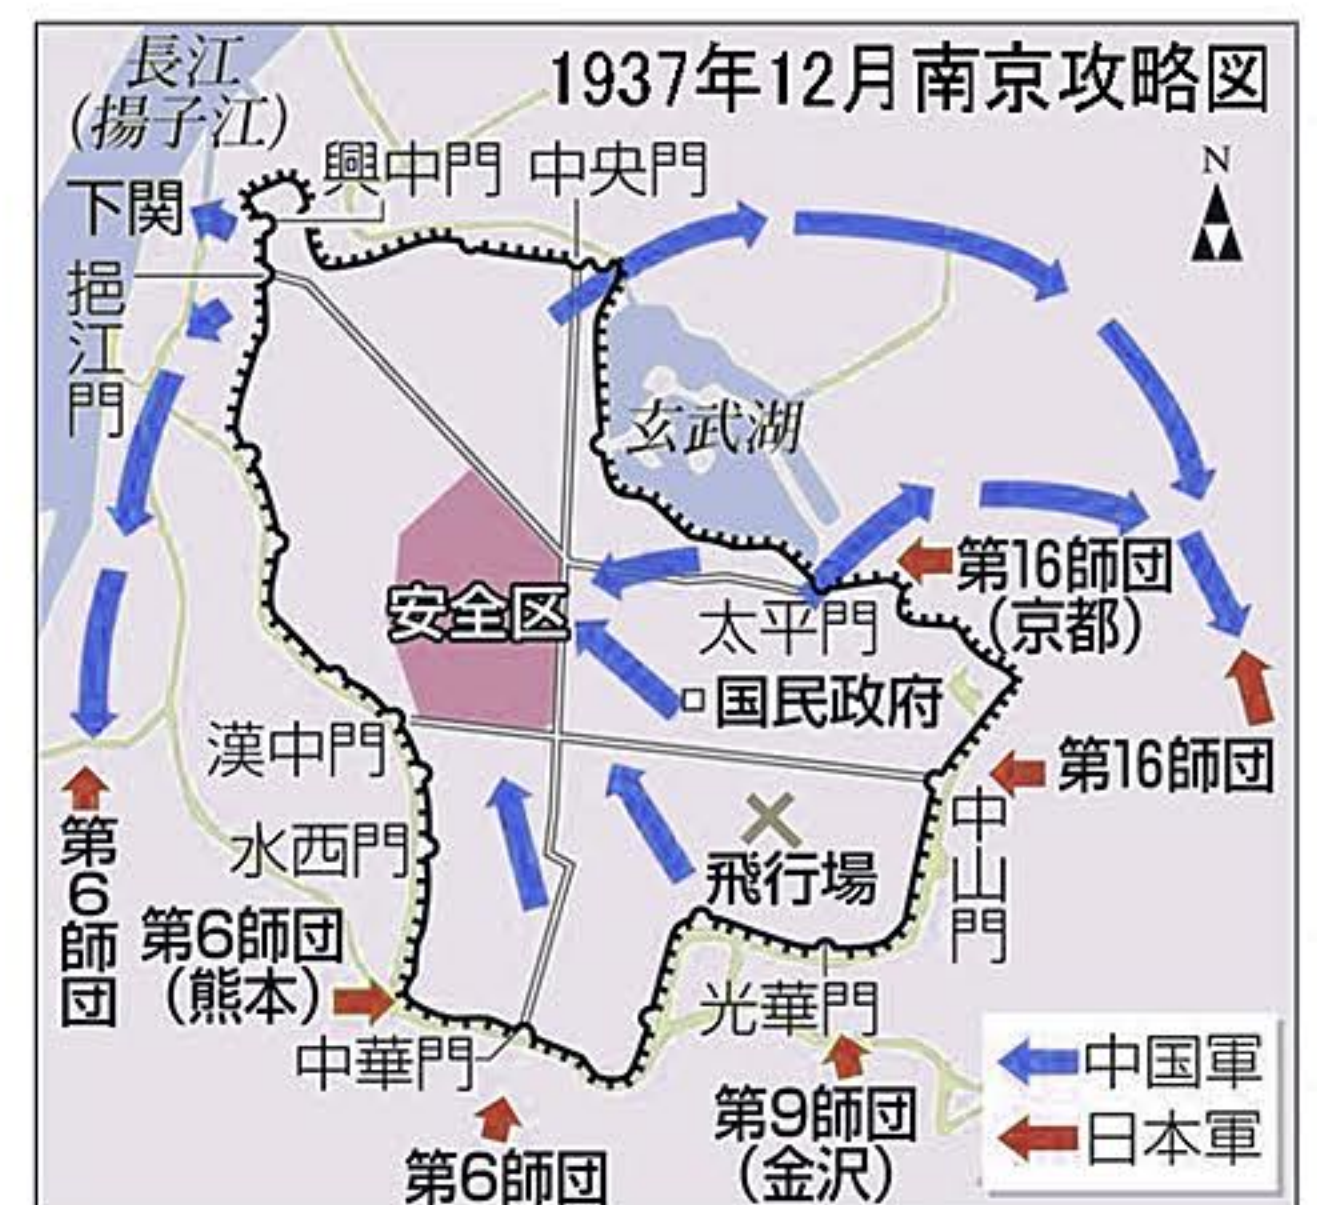 1937年12月南京攻略図
長江
(揚子江)
N
興中門
中央門
下関
挹江門
玄武湖
第16師団
(京都)
安全区
太平門
国民政府
漢中門
第16師団
中山門
水西門
飛行場
第6師団
第6師団
(熊本)
光華門
中華門
第9師団
(金沢)
第6師団
中国軍
日本軍